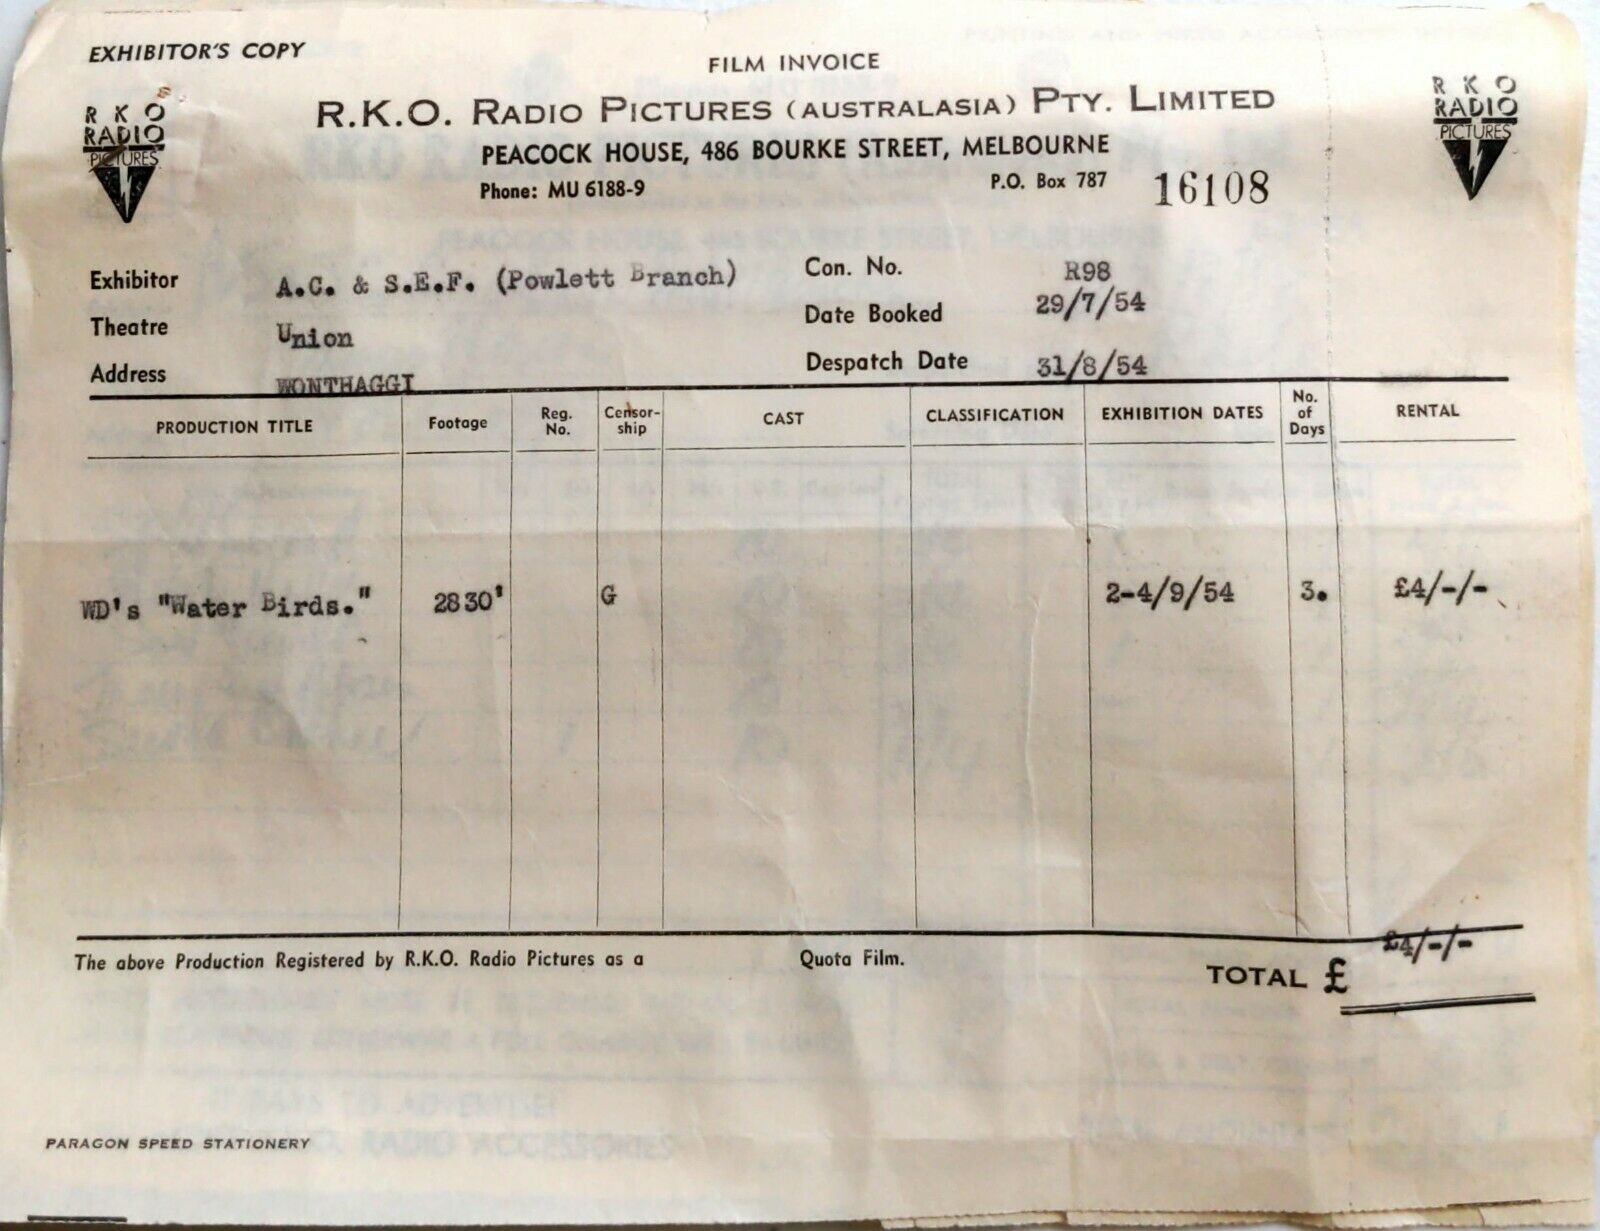 EXHIBITOR'S COPY
FILM INVOICE
R K O
RADIO
PICTURES
R.K.O. RADIO PICTURES (AUSTRALASIA) PTY. LIMITED
R K O
RADIO
PICTURES
PEACOCK HOUSE, 486 BOURKE STREET, MELBOURNE
Phone: MU 6188-9
P.O. Box 787
16108
Exhibitor A.C. & S.E.F. (Powlett Branch)
Con. No. R98
Theatre Union
Date Booked 29/7/54
Address WONTHAGGI
Despatch Date 31/8/54
PRODUCTION TITLE Footage Reg. No. Censor-ship CAST CLASSIFICATION EXHIBITION DATES No. of Days RENTAL
WD's "Water Birds." 2830' G 2-4/9/54 3. £4/-/-
The above Production Registered by R.K.O. Radio Pictures as a Quota Film.
TOTAL £ £4/-/-
PARAGON SPEED STATIONERY